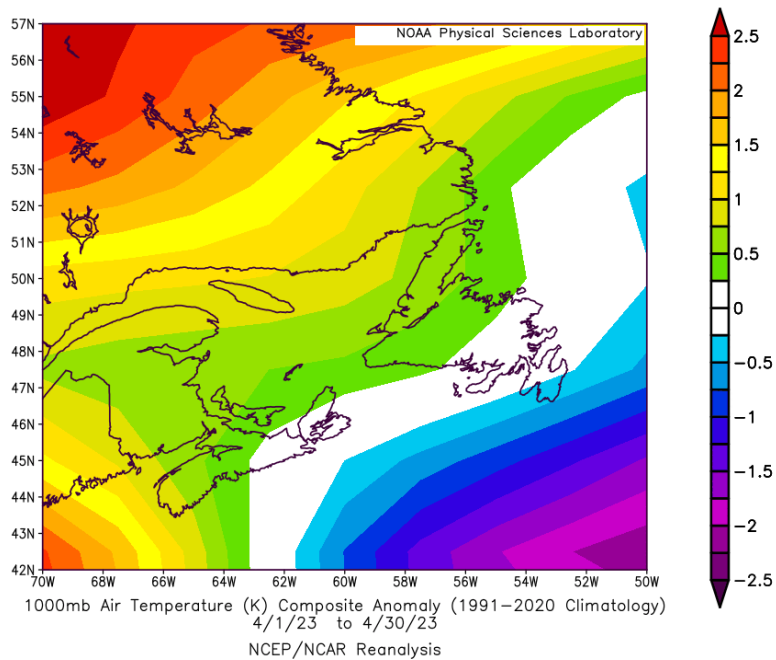 NOAA Physical Sciences Laboratory
57N
56N
55N
54N
53N
52N
51N
50N
49N
48N
47N
46N
45N
44N
43N
42N
70W 68W 66W 64W 62W 60W 58W 56W 54W 52W 50W
2.5
2
1.5
1
0.5
0
-0.5
-1
-1.5
-2
-2.5
1000mb Air Temperature (K) Composite Anomaly (1991-2020 Climatology)
4/1/23 to 4/30/23
NCEP/NCAR Reanalysis